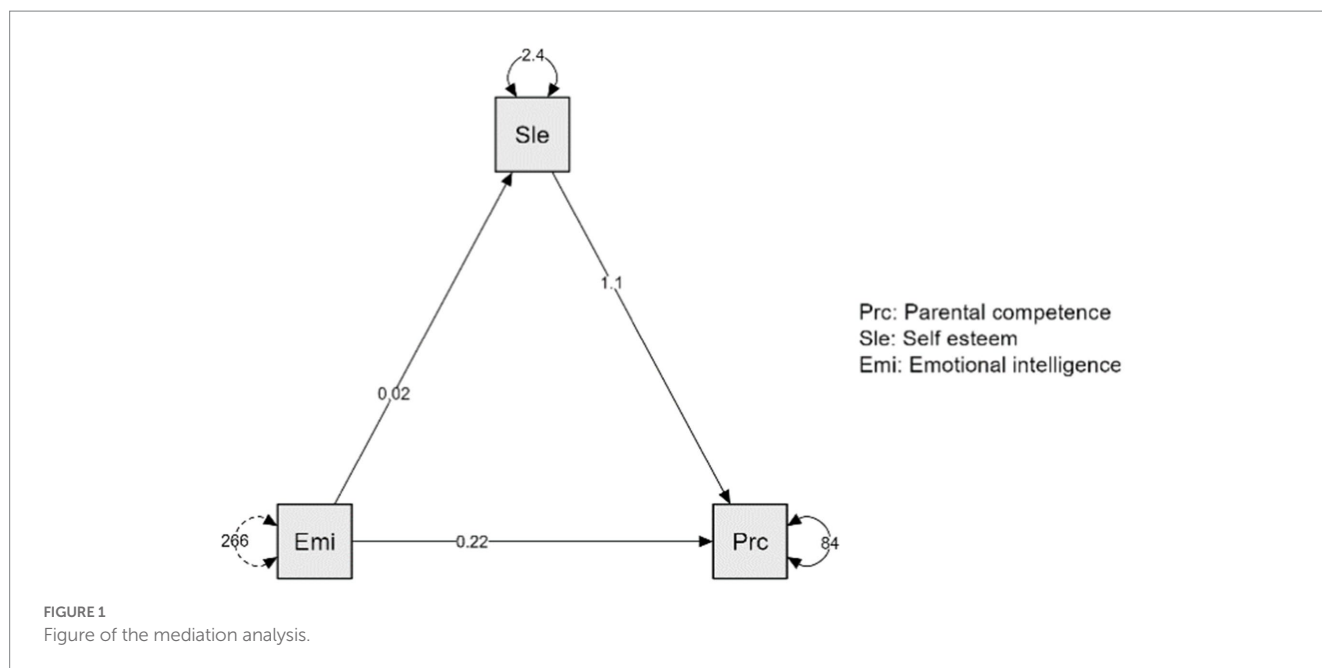 2.4
Sle
1.1
Prc: Parental competence
Sle: Self esteem
Emi: Emotional intelligence
0.02
266
Emi
0.22
Prc
84
FIGURE 1
Figure of the mediation analysis.